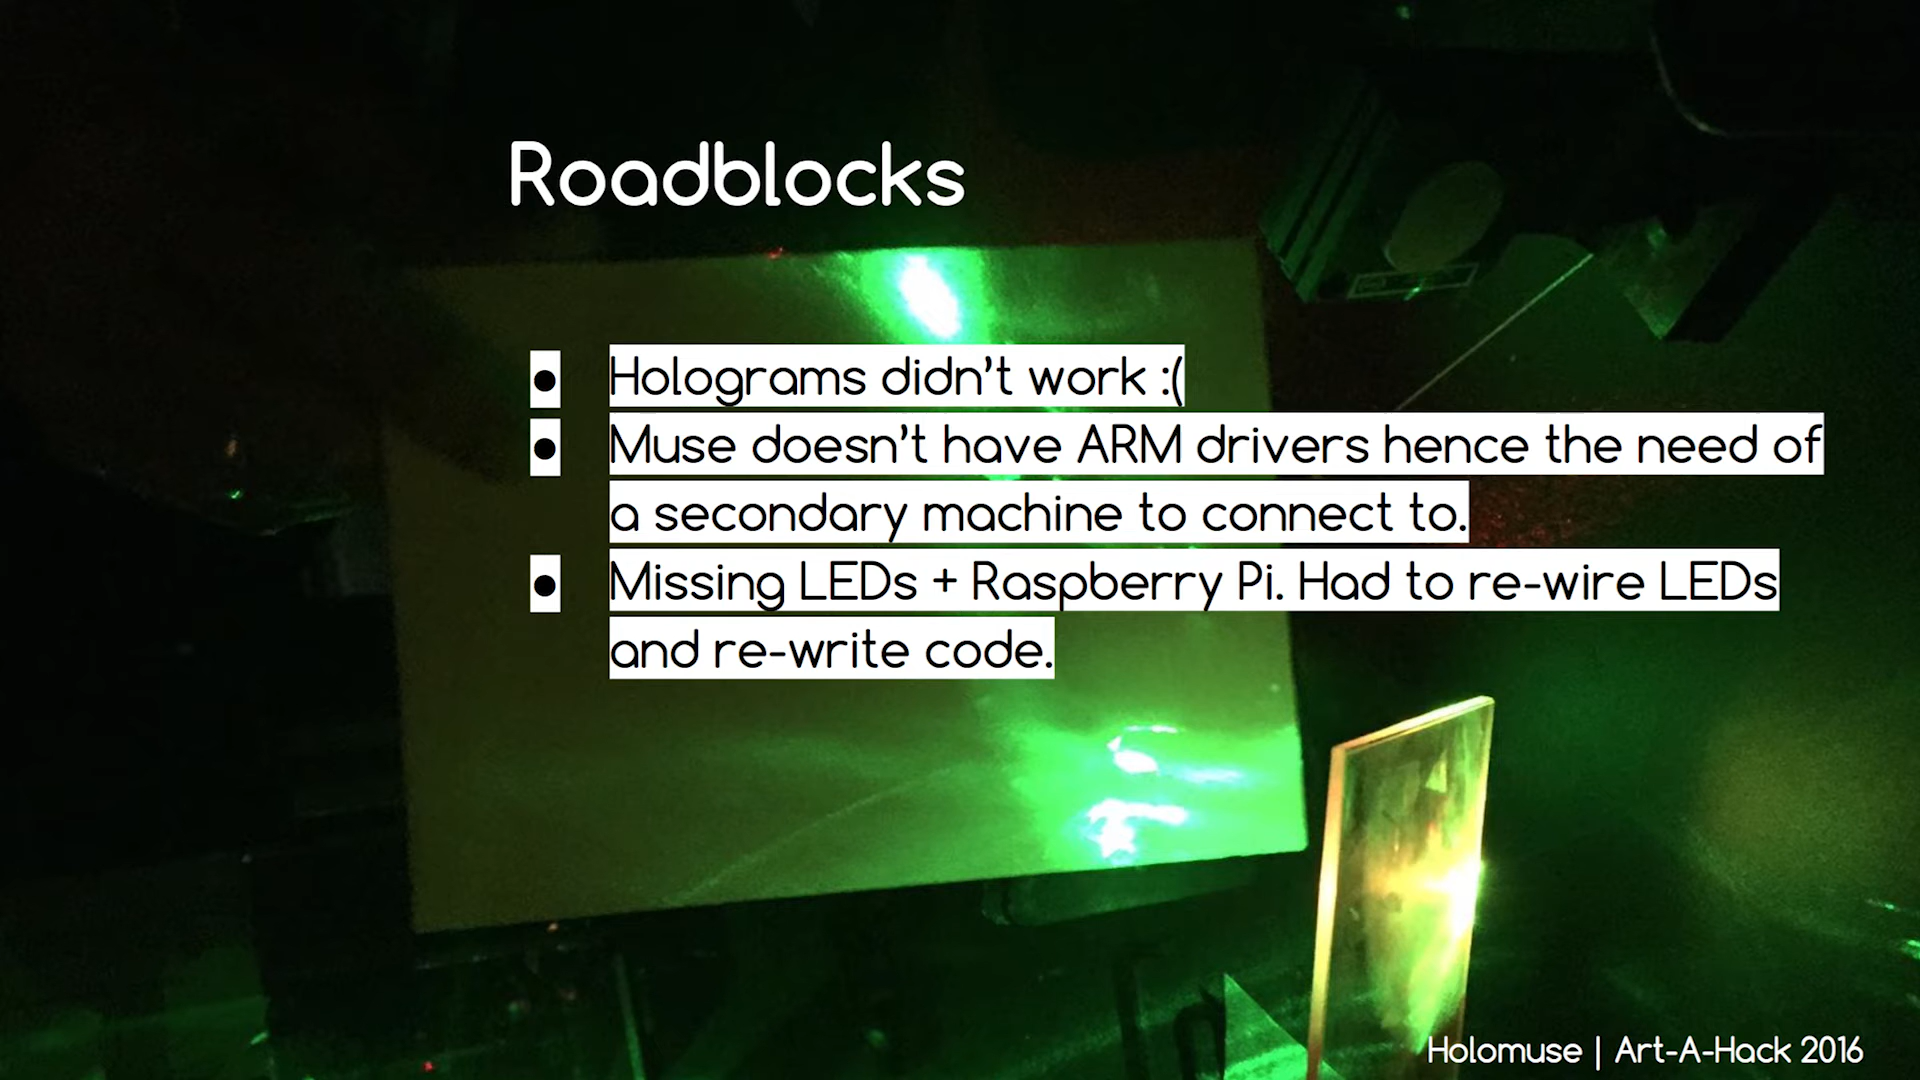 Roadblocks
● Holograms didn’t work :(
● Muse doesn’t have ARM drivers hence the need of
a secondary machine to connect to.
● Missing LEDs + Raspberry Pi. Had to re-wire LEDs
and re-write code.
Holomuse | Art-A-Hack 2016